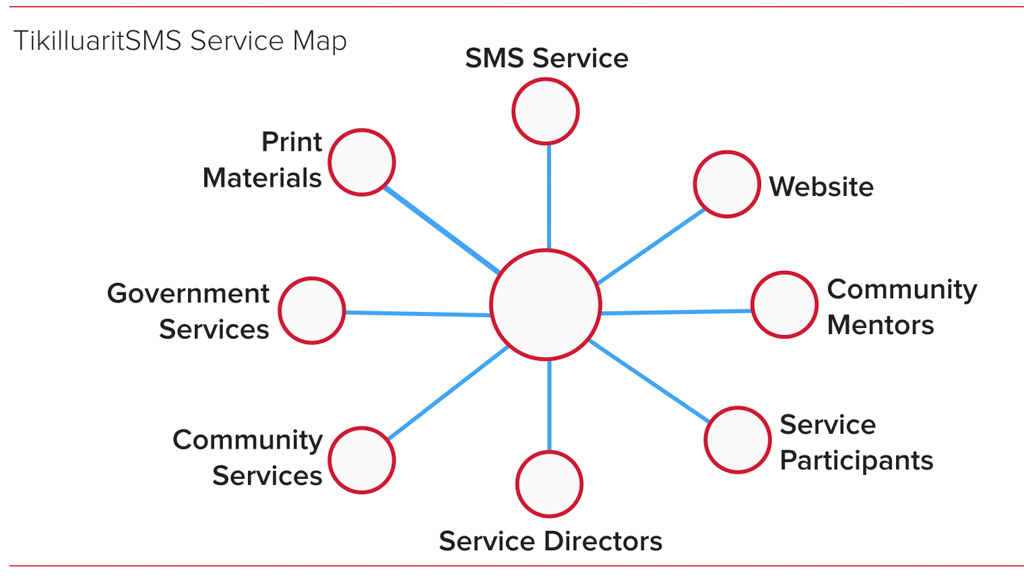 TikilluaritSMS Service Map
SMS Service
Print
Materials
Website
Government
Services
Community
Mentors
Community
Services
Service
Participants
Service Directors